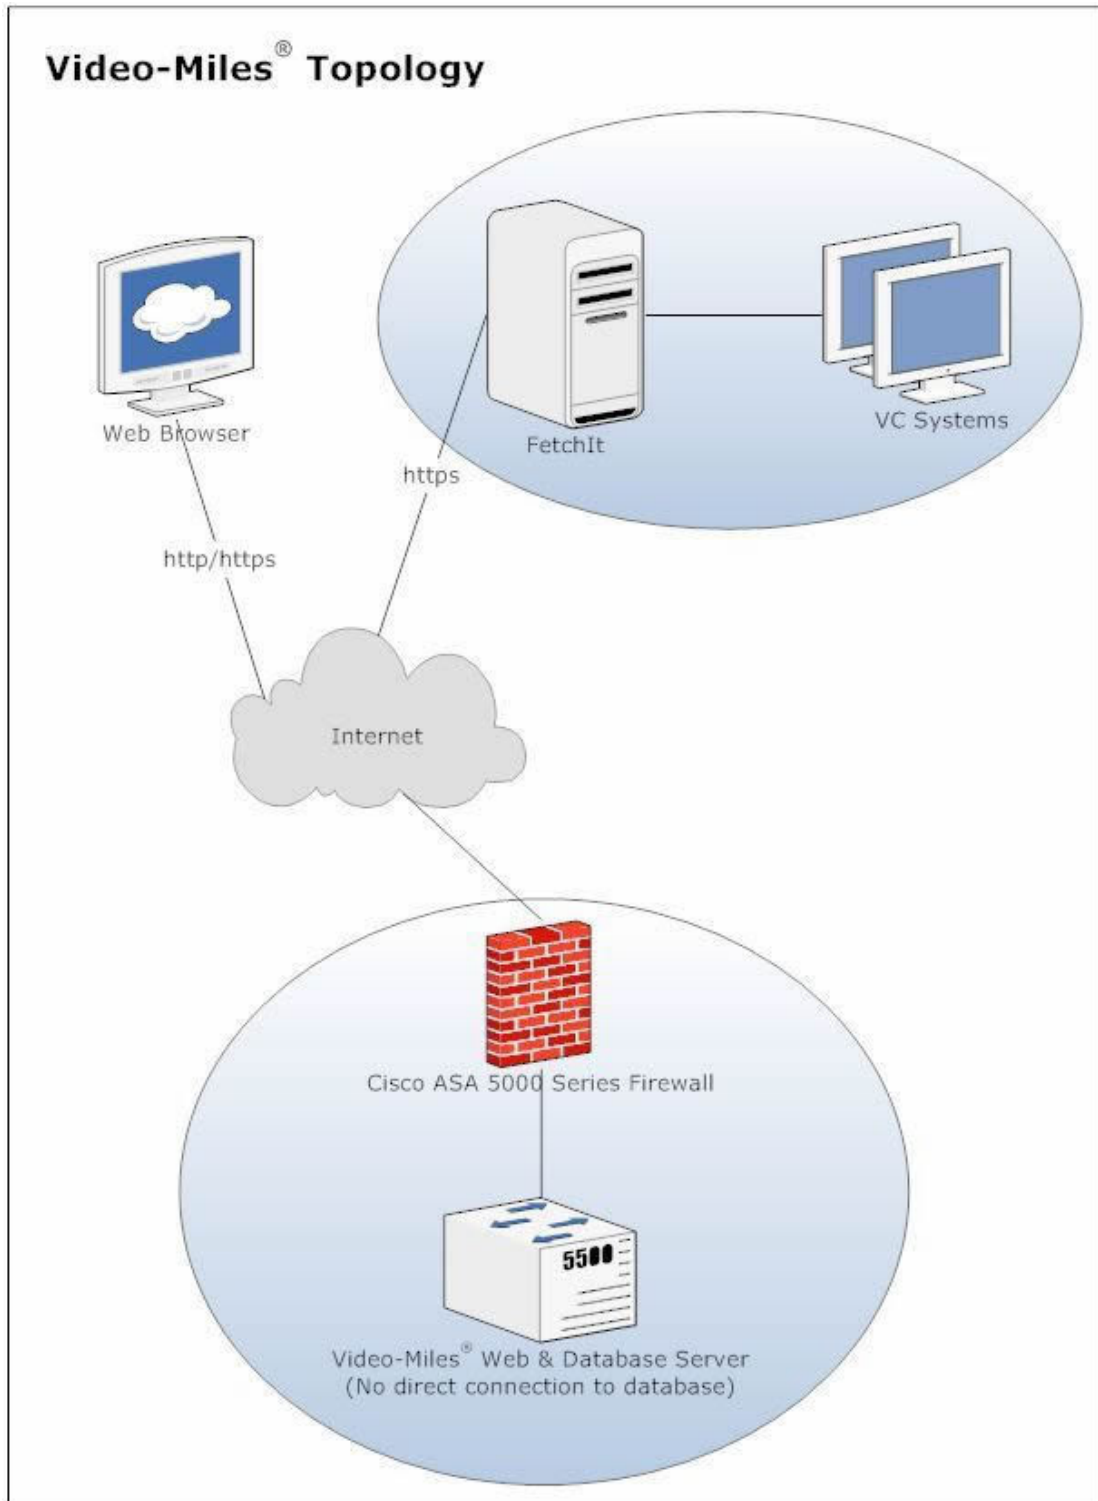 Video-Miles® Topology
Web Browser
FetchIt
VC Systems
https
http/https
Internet
Cisco ASA 5000 Series Firewall
5500
Video-Miles® Web & Database Server
(No direct connection to database)